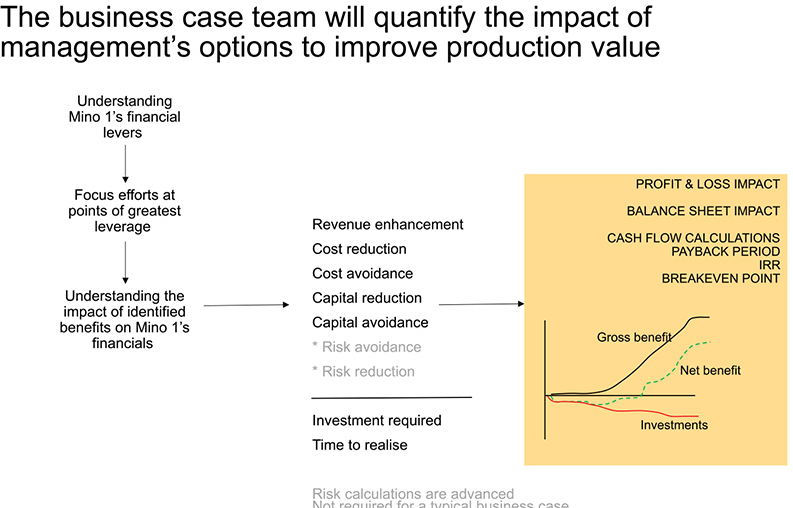 The business case team will quantify the impact of
management’s options to improve production value
Understanding
Mino 1’s financial
levers
Focus efforts at
points of greatest
leverage
Understanding the
impact of identified
benefits on Mino 1’s
financials
Revenue enhancement
Cost reduction
Cost avoidance
Capital reduction
Capital avoidance
* Risk avoidance
* Risk reduction
Investment required
Time to realise
Risk calculations are advanced
Not required for a typical business case
PROFIT & LOSS IMPACT
BALANCE SHEET IMPACT
CASH FLOW CALCULATIONS
PAYBACK PERIOD
IRR
BREAKEVEN POINT
Gross benefit
Net benefit
Investments